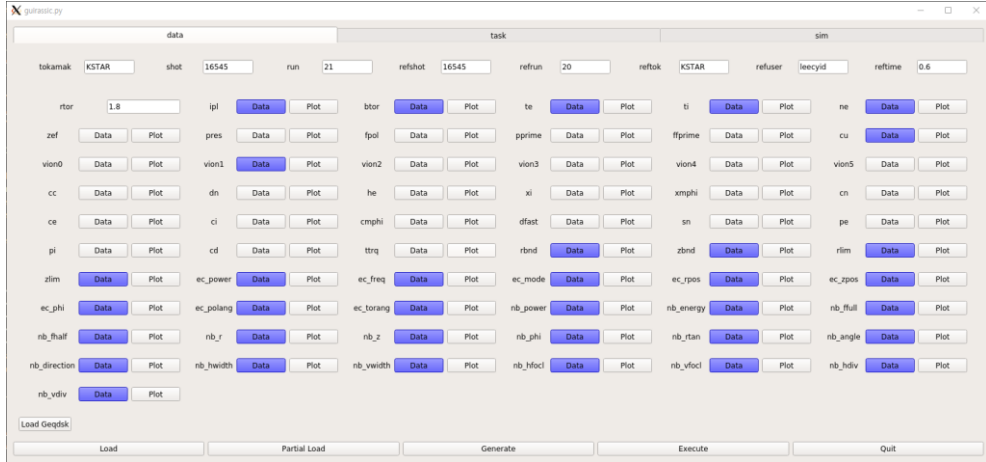 guirassic.py
data task sim
tokamak KSTAR shot 16545 run 21 refshot 16545 refrun 20 reftok KSTAR refuser leecyid reftime 0.6
rtor 1.8 ipl Data Plot btor Data Plot te Data Plot ti Data Plot ne Data Plot
zef Data Plot pres Data Plot fpol Data Plot pprime Data Plot ffprime Data Plot cu Data Plot
vion0 Data Plot vion1 Data Plot vion2 Data Plot vion3 Data Plot vion4 Data Plot vion5 Data Plot
cc Data Plot dn Data Plot he Data Plot xi Data Plot xmphi Data Plot cn Data Plot
ce Data Plot ci Data Plot cmphi Data Plot dfast Data Plot sn Data Plot pe Data Plot
pi Data Plot cd Data Plot ttrq Data Plot rbnd Data Plot zbnd Data Plot rlim Data Plot
zlim Data Plot ec_power Data Plot ec_freq Data Plot ec_mode Data Plot ec_rpos Data Plot ec_zpos Data Plot
ec_phi Data Plot ec_polang Data Plot ec_torang Data Plot nb_power Data Plot nb_energy Data Plot nb_ffull Data Plot
nb_fhalf Data Plot nb_r Data Plot nb_z Data Plot nb_phi Data Plot nb_rtan Data Plot nb_angle Data Plot
nb_direction Data Plot nb_hwidth Data Plot nb_vwidth Data Plot nb_hfocl Data Plot nb_vfocl Data Plot nb_hdiv Data Plot
nb_vdiv Data Plot
Load Geqdsk
Load Partial Load Generate Execute Quit